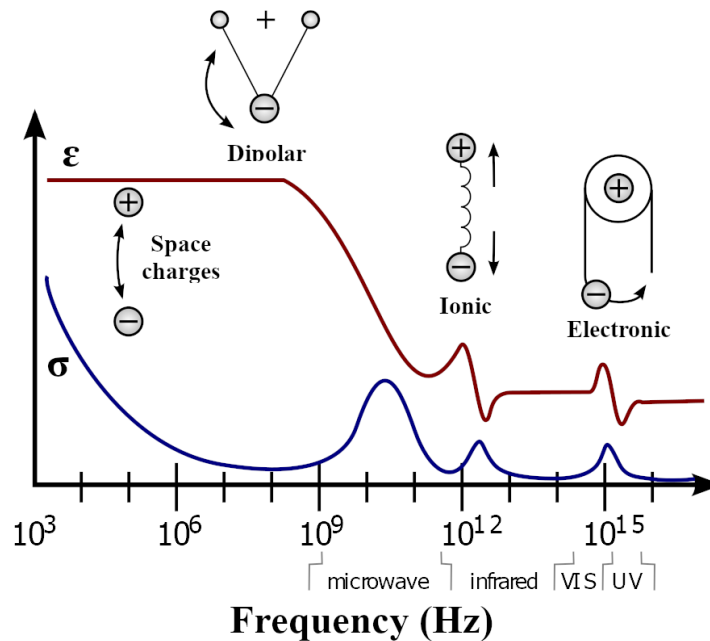 +
−
Dipolar
ε
+
Space
charges
−
σ
+
−
Ionic
+
−
Electronic
10³ 10⁶ 10⁹ 10¹² 10¹⁵
microwave infrared VIS UV
Frequency (Hz)